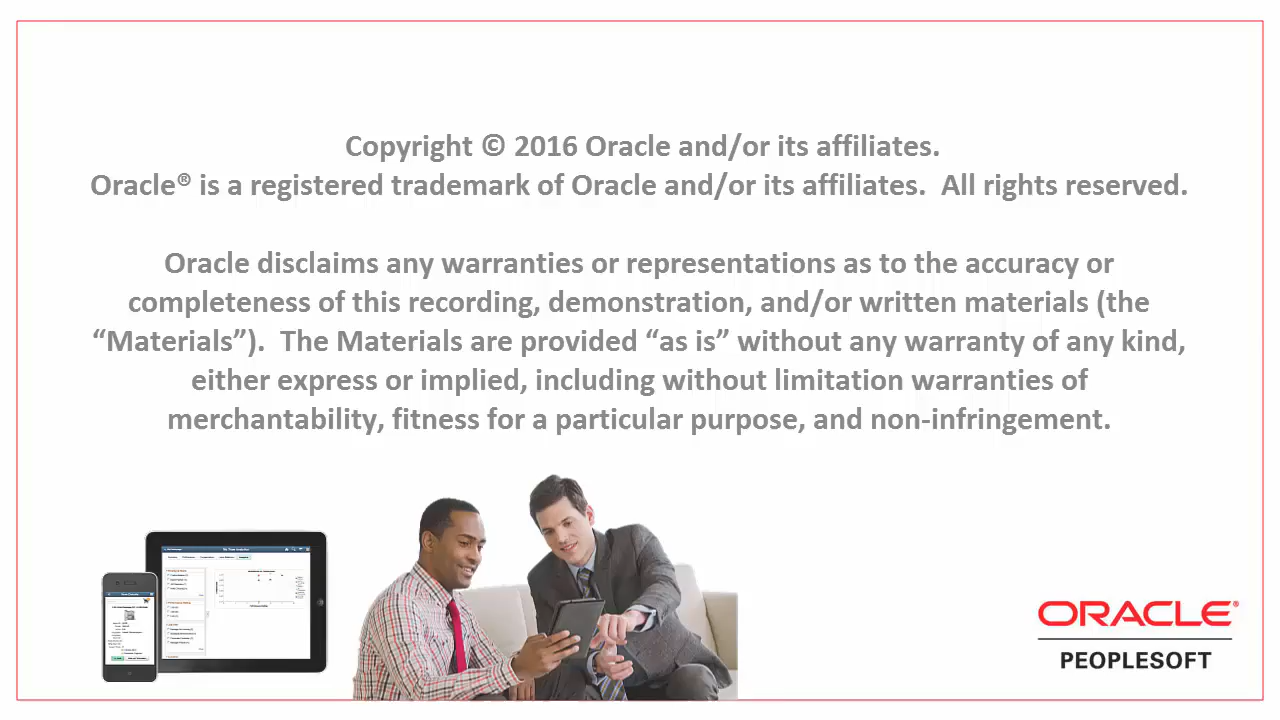 Copyright © 2016 Oracle and/or its affiliates.
Oracle® is a registered trademark of Oracle and/or its affiliates.  All rights reserved.
Oracle disclaims any warranties or representations as to the accuracy or
completeness of this recording, demonstration, and/or written materials (the
“Materials”).  The Materials are provided “as is” without any warranty of any kind,
either express or implied, including without limitation warranties of
merchantability, fitness for a particular purpose, and non-infringement.
ORACLE®
PEOPLESOFT